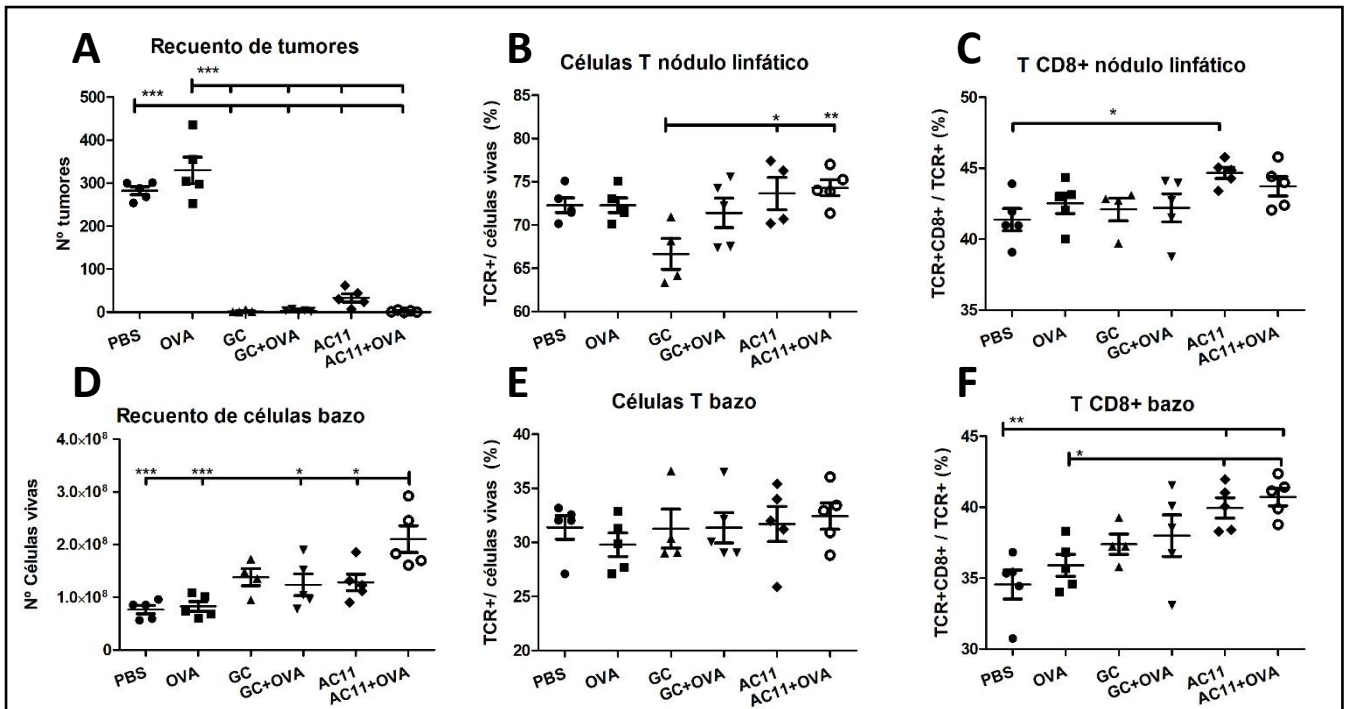 A
Recuento de tumores
***
***
Nº tumores
500
400
300
200
100
0
PBS
OVA
GC
GC+OVA
AC11
AC11+OVA
B
Células T nódulo linfático
*
**
TCR+/ células vivas (%)
85
80
75
70
65
60
PBS
OVA
GC
GC+OVA
AC11
AC11+OVA
C
T CD8+ nódulo linfático
*
TCR+CD8+ / TCR+ (%)
50
45
40
35
PBS
OVA
GC
GC+OVA
AC11
AC11+OVA
D
Recuento de células bazo
*** *** * *
Nº Células vivas
4.0×10⁸
3.0×10⁸
2.0×10⁸
1.0×10⁸
0
PBS
OVA
GC
GC+OVA
AC11
AC11+OVA
E
Células T bazo
TCR+/ células vivas (%)
40
35
30
25
20
PBS
OVA
GC
GC+OVA
AC11
AC11+OVA
F
T CD8+ bazo
**
*
TCR+CD8+ / TCR+ (%)
45
40
35
30
PBS
OVA
GC
GC+OVA
AC11
AC11+OVA